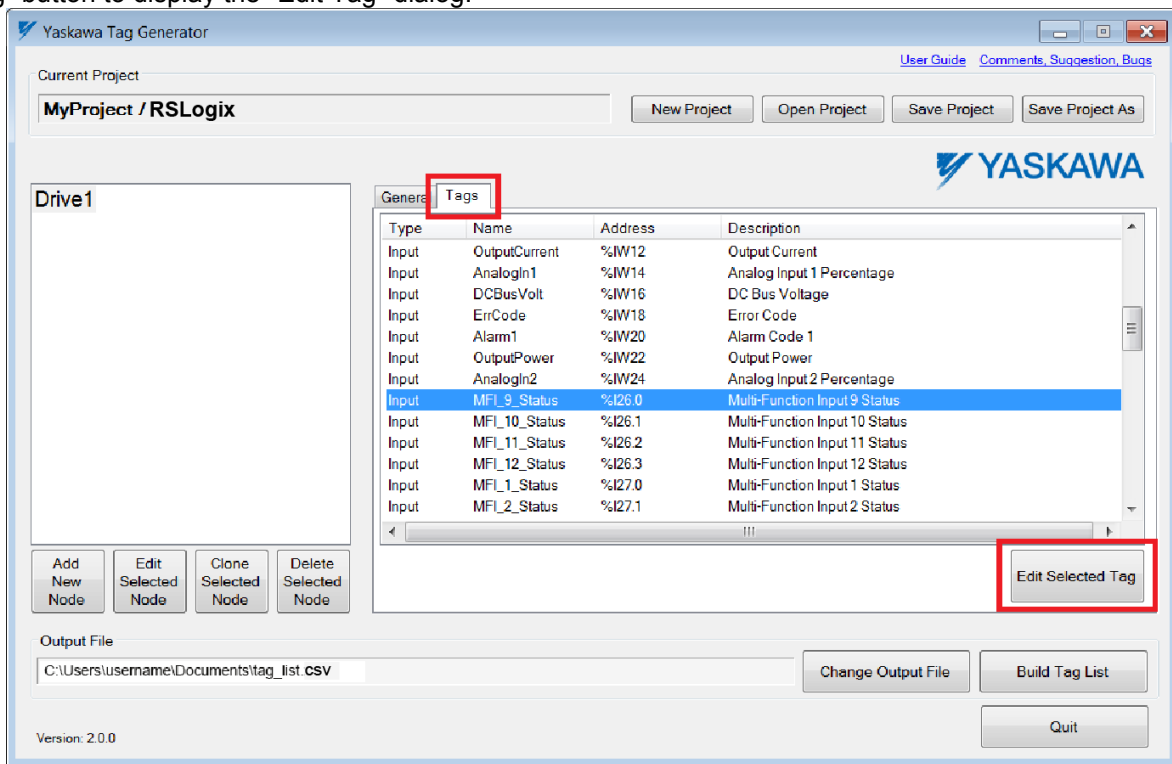 g" button to display the "Edit Tag" dialog.
Yaskawa Tag Generator
User Guide Comments, Suggestion, Bugs
Current Project
MyProject / RSLogix
New Project Open Project Save Project Save Project As
YASKAWA
Drive1
General Tags
Type Name Address Description
Input OutputCurrent %IW12 Output Current
Input AnalogIn1 %IW14 Analog Input 1 Percentage
Input DCBusVolt %IW16 DC Bus Voltage
Input ErrCode %IW18 Error Code
Input Alarm1 %IW20 Alarm Code 1
Input OutputPower %IW22 Output Power
Input AnalogIn2 %IW24 Analog Input 2 Percentage
Input MFI_9_Status %I26.0 Multi-Function Input 9 Status
Input MFI_10_Status %I26.1 Multi-Function Input 10 Status
Input MFI_11_Status %I26.2 Multi-Function Input 11 Status
Input MFI_12_Status %I26.3 Multi-Function Input 12 Status
Input MFI_1_Status %I27.0 Multi-Function Input 1 Status
Input MFI_2_Status %I27.1 Multi-Function Input 2 Status
Add New Node
Edit Selected Node
Clone Selected Node
Delete Selected Node
Edit Selected Tag
Output File
C:\Users\username\Documents\tag_list.csv
Change Output File Build Tag List
Version: 2.0.0
Quit